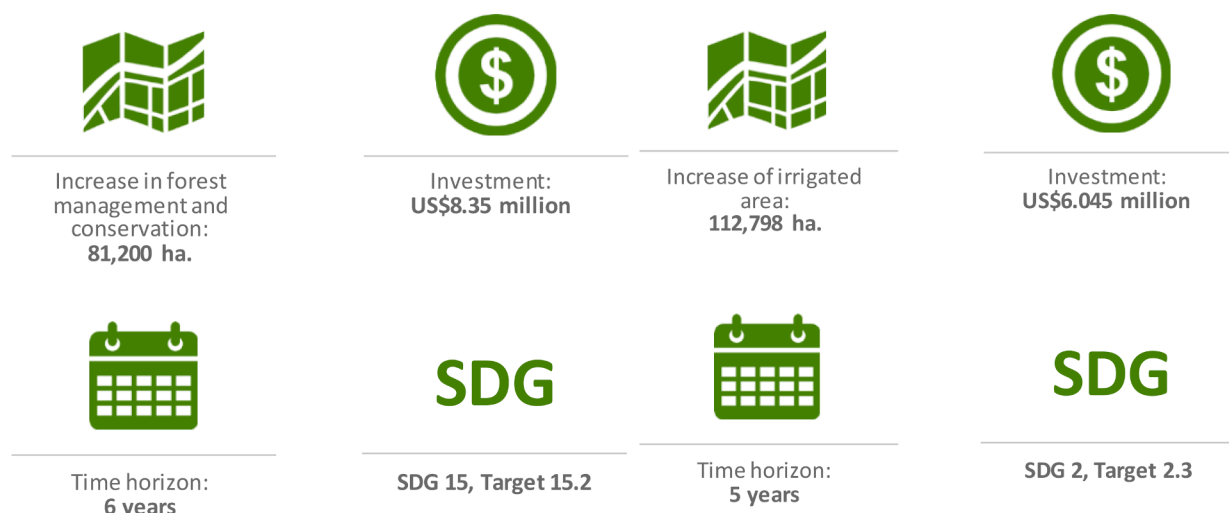 Increase in forest
management and
conservation:
81,200 ha.
$
Investment:
US$8.35 million
Increase of irrigated
area:
112,798 ha.
$
Investment:
US$6.045 million
Time horizon:
6 years
SDG
SDG 15, Target 15.2
Time horizon:
5 years
SDG
SDG 2, Target 2.3